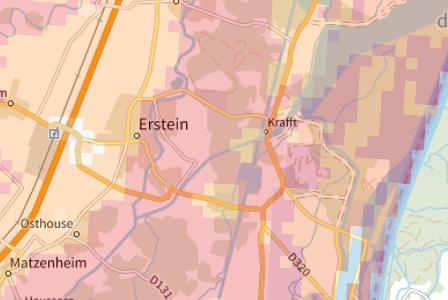 d
m
Krafft
Erstein
Osthouse
Matzenheim
D320
D131